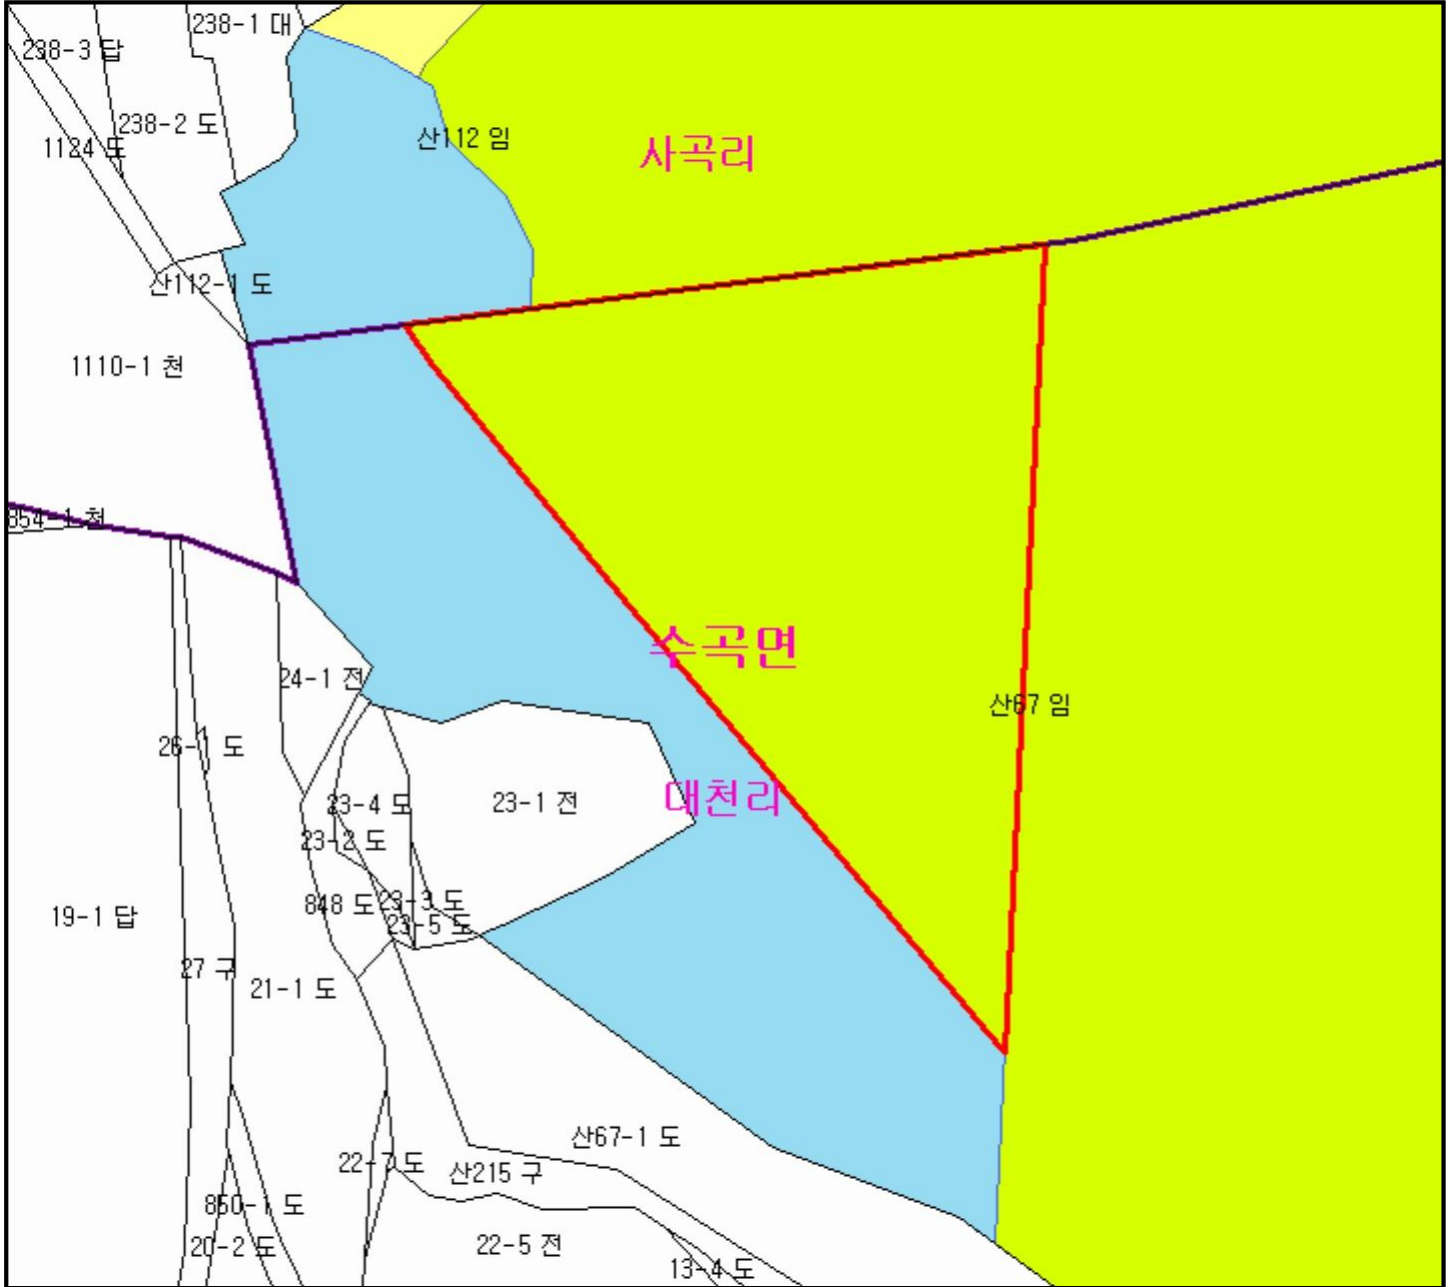 238-1 대
238-3 답
238-2 도
1124 도
산112 임
사곡리
산112-1 도
1110-1 천
854-1 천
수곡면
24-1 전
산67 임
26-1 도
대천리
23-4 도
23-1 전
23-2 도
848 도
23-3 도
23-5 도
19-1 답
27 구
21-1 도
산67-1 도
22-7 도
산215 구
850-1 도
20-2 도
22-5 전
13-4 도